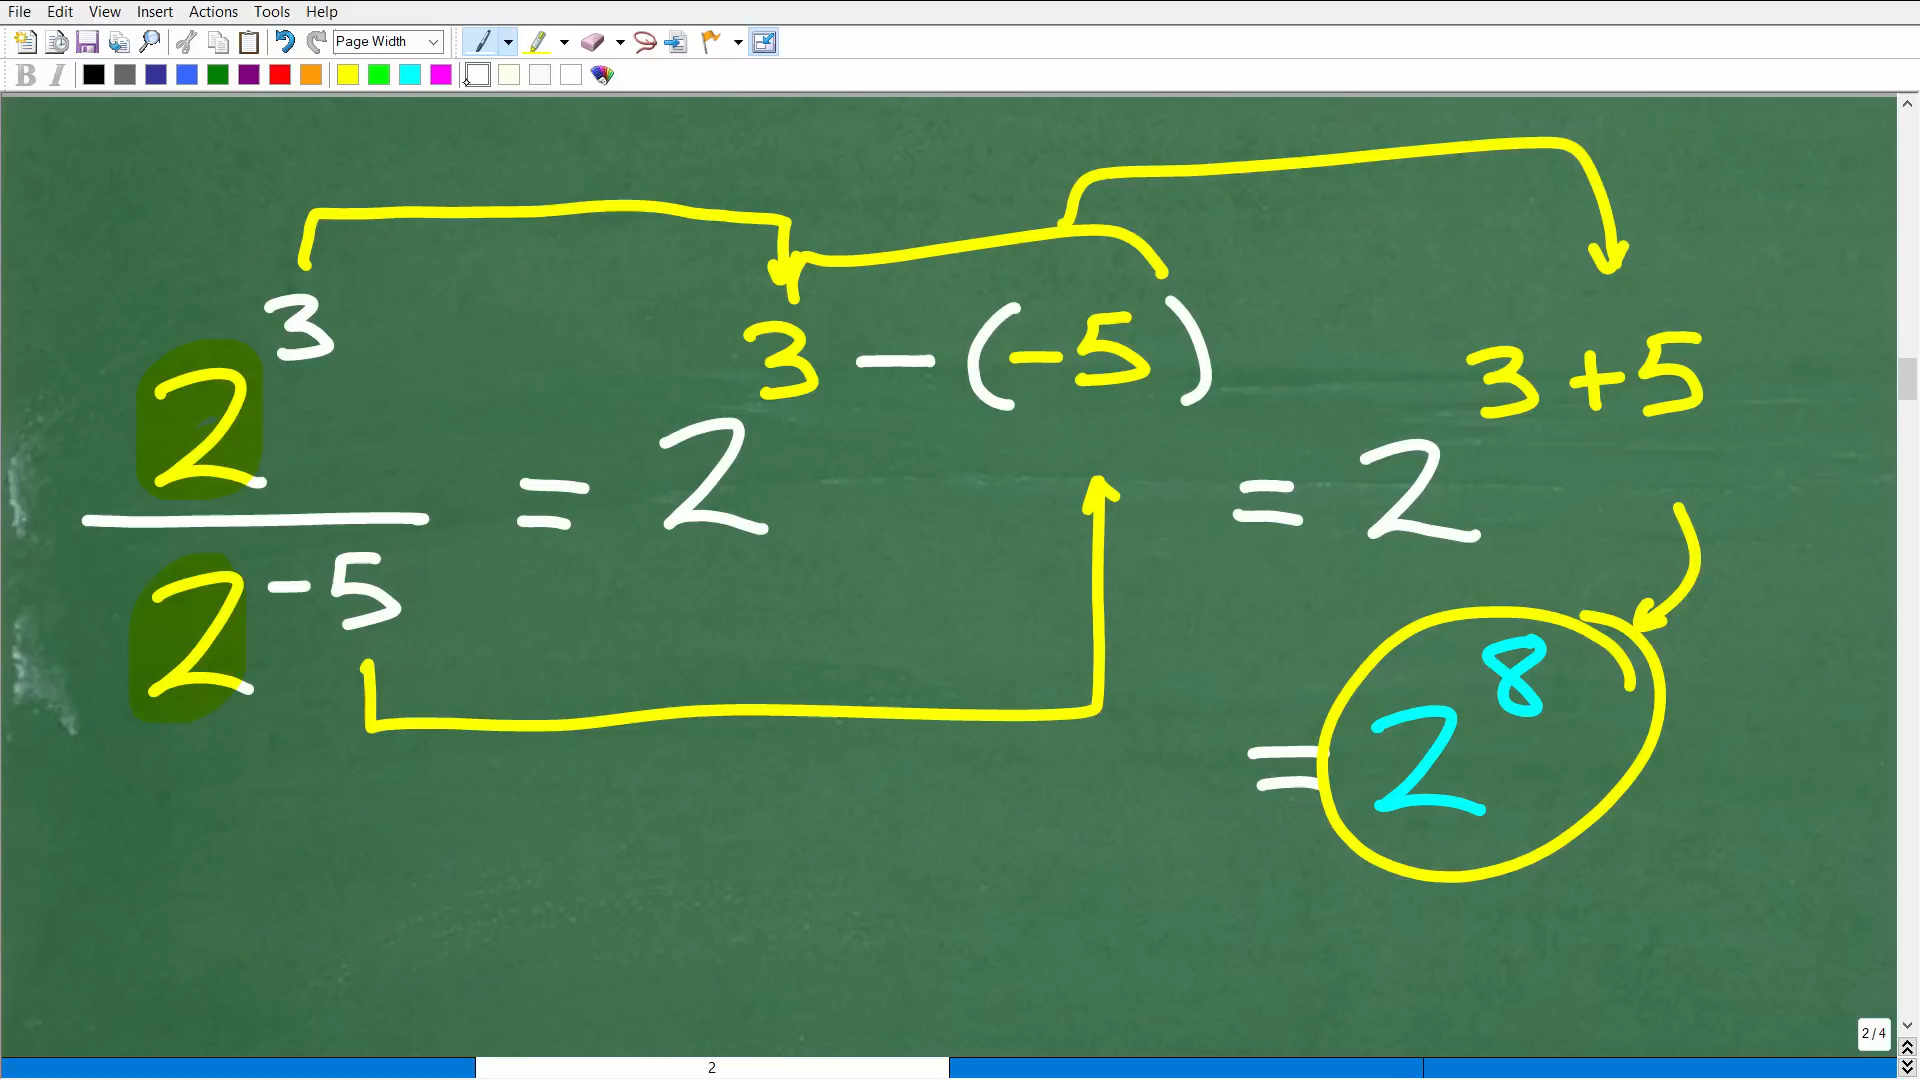 File Edit View Insert Actions Tools Help
Page Width
B I
2^3 / 2^-5 = 2^3-(-5) = 2^3+5
= 2^8
2 / 4
2